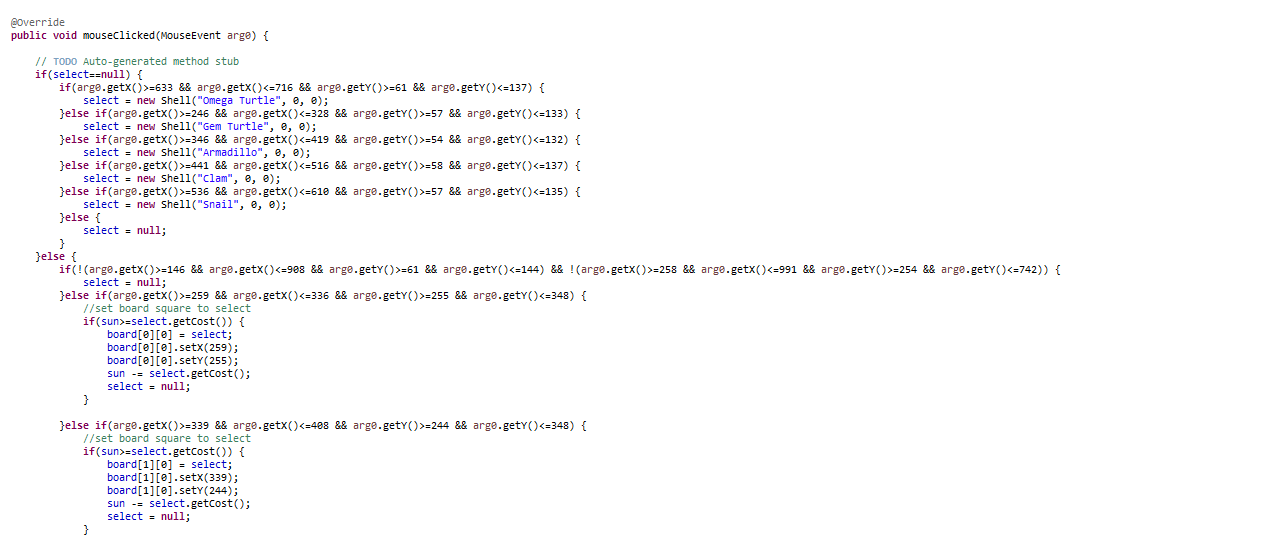 @Override
public void mouseClicked(MouseEvent arg0) {
// TODO Auto-generated method stub
if(select==null) {
if(arg0.getX()>=633 && arg0.getX()<=716 && arg0.getY()>=61 && arg0.getY()<=137) {
select = new Shell("Omega Turtle", 0, 0);
}else if(arg0.getX()>=246 && arg0.getX()<=328 && arg0.getY()>=57 && arg0.getY()<=133) {
select = new Shell("Gem Turtle", 0, 0);
}else if(arg0.getX()>=346 && arg0.getX()<=419 && arg0.getY()>=54 && arg0.getY()<=132) {
select = new Shell("Armadillo", 0, 0);
}else if(arg0.getX()>=441 && arg0.getX()<=516 && arg0.getY()>=58 && arg0.getY()<=137) {
select = new Shell("Clam", 0, 0);
}else if(arg0.getX()>=536 && arg0.getX()<=610 && arg0.getY()>=57 && arg0.getY()<=135) {
select = new Shell("Snail", 0, 0);
}else {
select = null;
}
}else {
if(!(arg0.getX()>=146 && arg0.getX()<=908 && arg0.getY()>=61 && arg0.getY()<=144) && !(arg0.getX()>=258 && arg0.getX()<=991 && arg0.getY()>=254 && arg0.getY()<=742)) {
select = null;
}else if(arg0.getX()>=259 && arg0.getX()<=336 && arg0.getY()>=255 && arg0.getY()<=348) {
//set board square to select
if(sun>=select.getCost()) {
board[0][0] = select;
board[0][0].setX(259);
board[0][0].setY(255);
sun -= select.getCost();
select = null;
}
}else if(arg0.getX()>=339 && arg0.getX()<=408 && arg0.getY()>=244 && arg0.getY()<=348) {
//set board square to select
if(sun>=select.getCost()) {
board[1][0] = select;
board[1][0].setX(339);
board[1][0].setY(244);
sun -= select.getCost();
select = null;
}